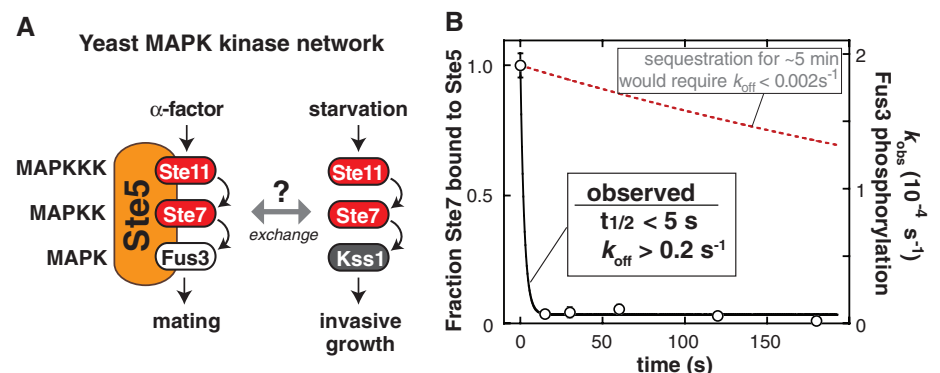 A
Yeast MAPK kinase network
α-factor
starvation
MAPKKK
MAPKK
MAPK
Ste5
Ste11
Ste7
Fus3
?
exchange
Ste11
Ste7
Kss1
mating
invasive
growth
B
Fraction Ste7 bound to Ste5
1.0
0.5
0
sequestration for ~5 min
would require koff < 0.002s-1
observed
t1/2 < 5 s
koff > 0.2 s-1
2
1
0
kobs (10-4 s-1)
Fus3 phosphorylation
0
50
100
150
time (s)